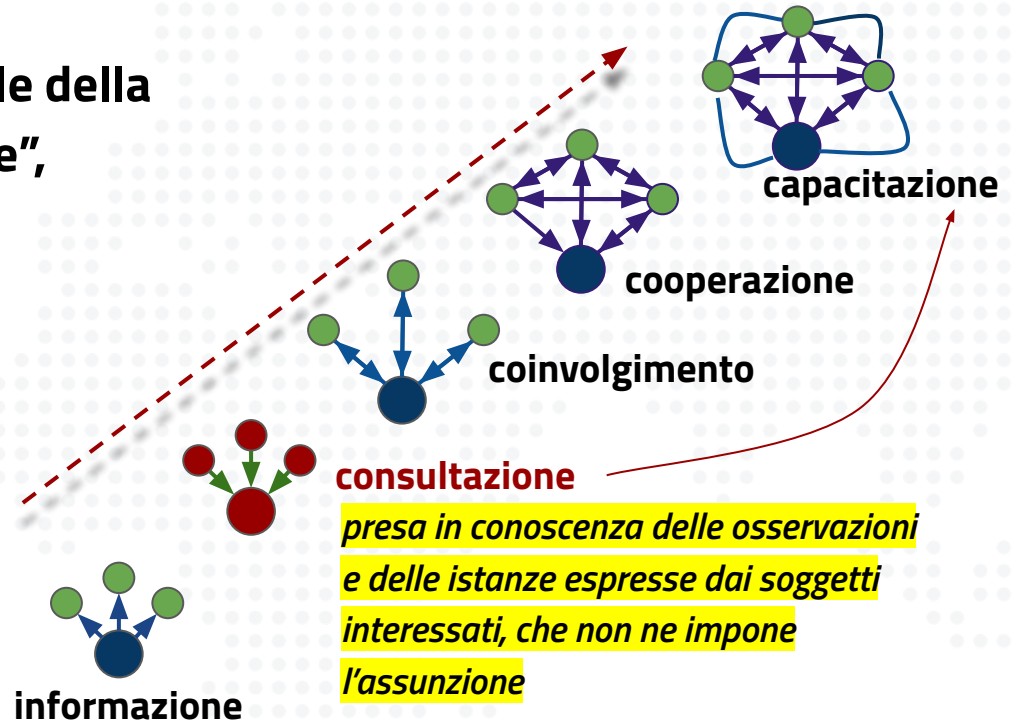 le della
e”,
capacitazione
cooperazione
coinvolgimento
consultazione
presa in conoscenza delle osservazioni
e delle istanze espresse dai soggetti
interessati, che non ne impone
l’assunzione
informazione